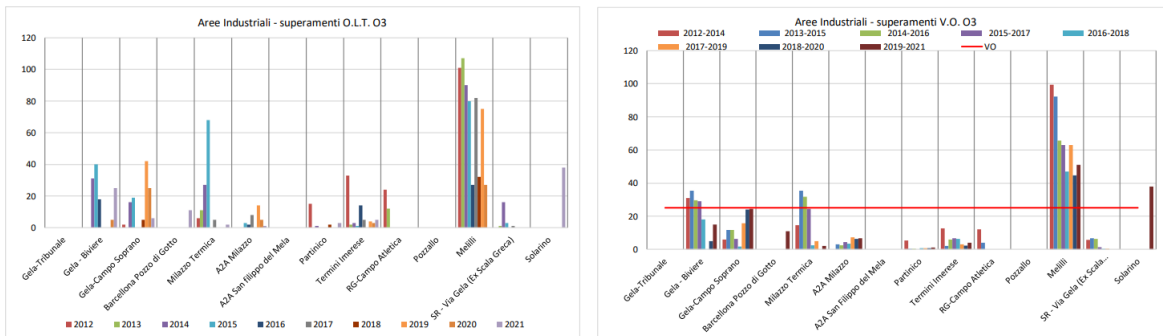 Aree Industriali - superamenti O.L.T. O3
120
100
80
60
40
20
0
Gela-Tribunale
Gela - Biviere
Gela-Campo Soprano
Barcellona Pozzo di Gotto
Milazzo Termica
A2A Milazzo
A2A San filippo del Mela
Partinico
Termini Imerese
RG-Campo Atletica
Pozzallo
Melilli
SR - Via Gela (Ex Scala Greca)
Solarino
2012 2013 2014 2015 2016 2017 2018 2019 2020 2021
Aree Industriali - superamenti V.O. O3
2012-2014 2013-2015 2014-2016 2015-2017 2016-2018
2017-2019 2018-2020 2019-2021 VO
120
100
80
60
40
20
0
Gela-Tribunale
Gela - Biviere
Gela-Campo Soprano
Barcellona Pozzo di Gotto
Milazzo Termica
A2A Milazzo
A2A San Filippo del Mela
Partinico
Termini Imerese
RG-Campo Atletica
Pozzallo
Melilli
SR - Via Gela (Ex Scala...
Solarino